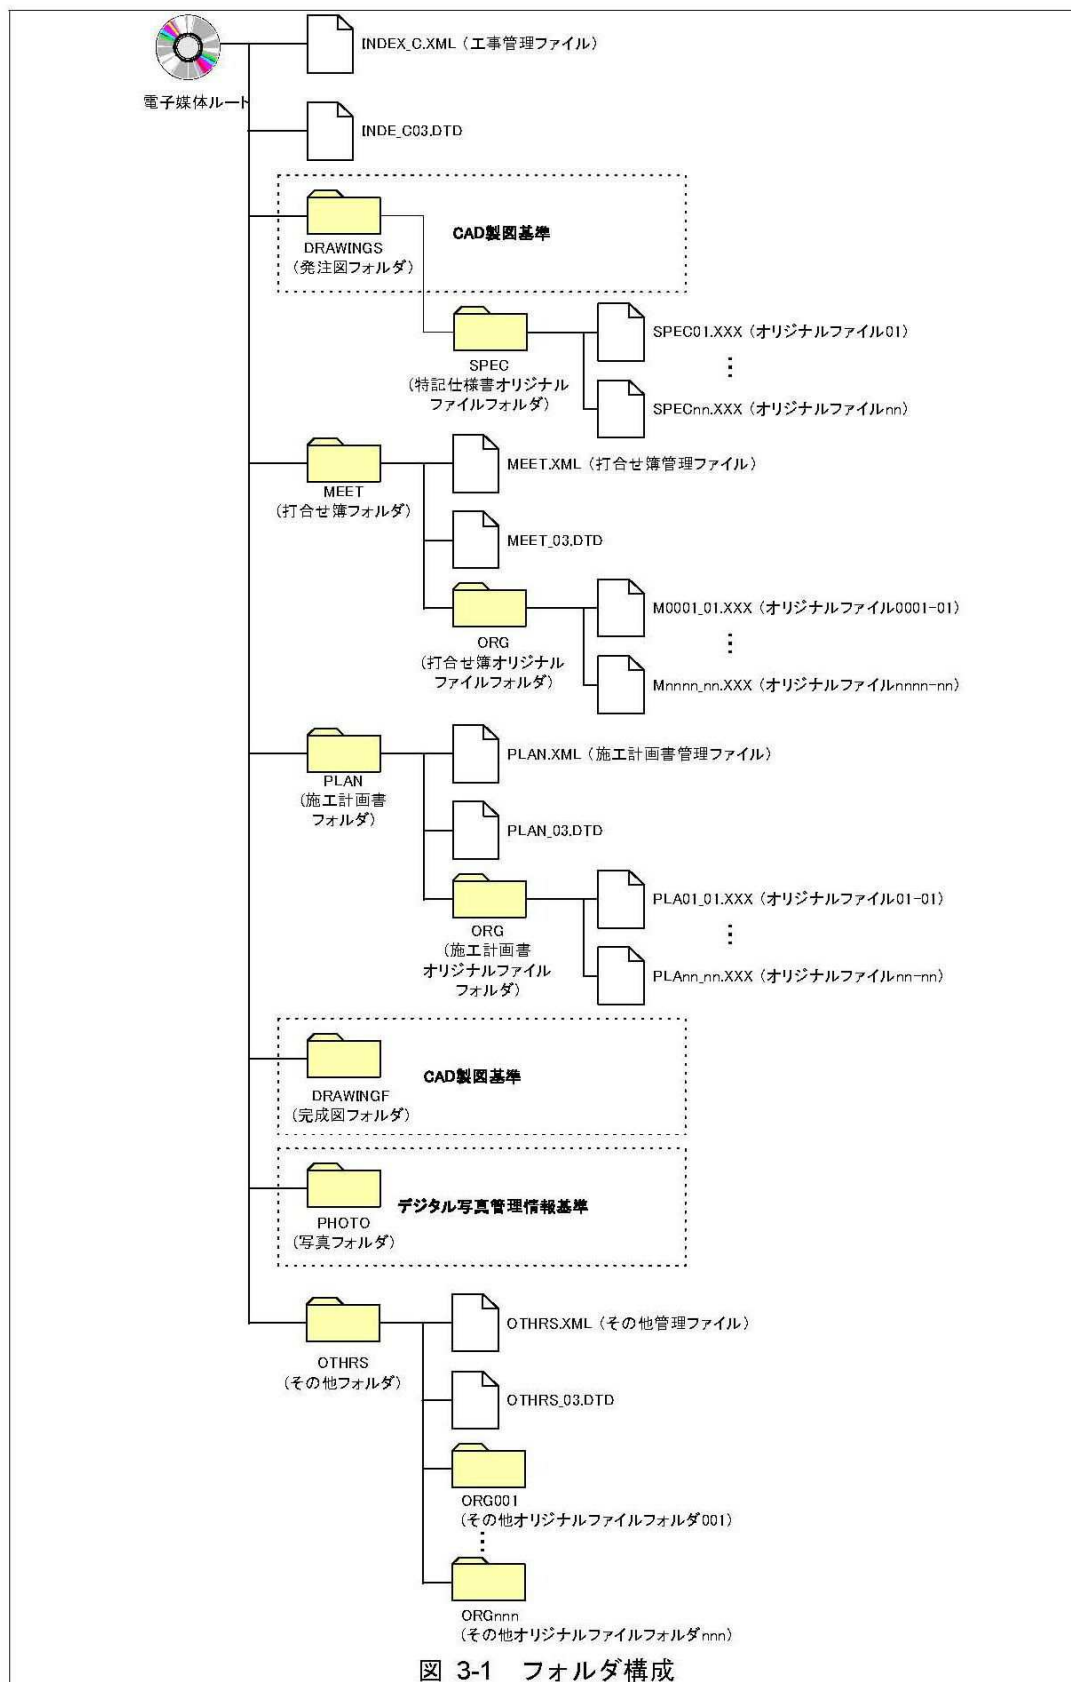 INDEX_C.XML（工事管理ファイル）
電子媒体ルート
INDE_C03.DTD
CAD製図基準
DRAWINGS
（発注図フォルダ）
SPEC01.XXX（オリジナルファイル01）
SPEC
（特記仕様書オリジナル
ファイルフォルダ）
SPECnn.XXX（オリジナルファイルnn）
MEET.XML（打合せ簿管理ファイル）
MEET
（打合せ簿フォルダ）
MEET_03.DTD
M0001_01.XXX（オリジナルファイル0001-01）
ORG
（打合せ簿オリジナル
ファイルフォルダ）
Mnnnn_nn.XXX（オリジナルファイルnnnn-nn）
PLAN.XML（施工計画書管理ファイル）
PLAN
（施工計画書
フォルダ）
PLAN_03.DTD
PLA01_01.XXX（オリジナルファイル01-01）
ORG
（施工計画書
オリジナルファイル
フォルダ）
PLAnn_nn.XXX（オリジナルファイルnn-nn）
CAD製図基準
DRAWINGF
（完成図フォルダ）
デジタル写真管理情報基準
PHOTO
（写真フォルダ）
OTHRS.XML（その他管理ファイル）
OTHRS
（その他フォルダ）
OTHRS_03.DTD
ORG001
（その他オリジナルファイルフォルダ001）
ORGnnn
（その他オリジナルファイルフォルダnnn）
図 3-1　フォルダ構成